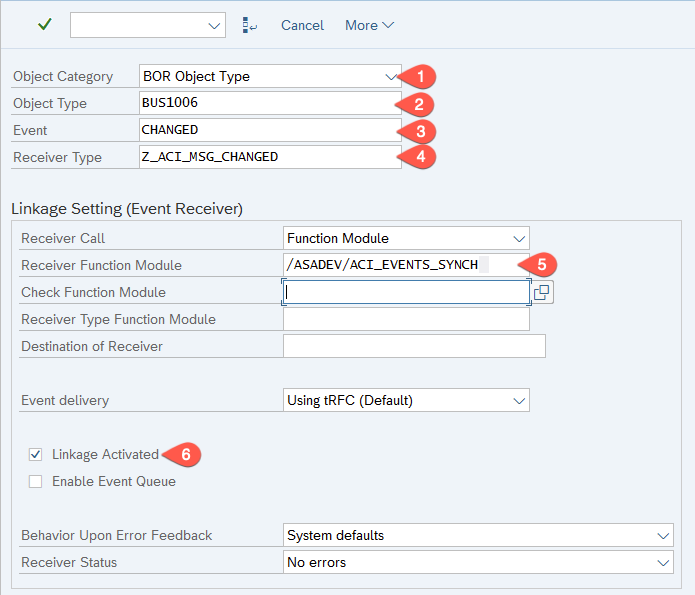 Cancel More
Object Category BOR Object Type 1
Object Type BUS1006 2
Event CHANGED 3
Receiver Type Z_ACI_MSG_CHANGED 4
Linkage Setting (Event Receiver)
Receiver Call Function Module
Receiver Function Module /ASADEV/ACI_EVENTS_SYNCH 5
Check Function Module
Receiver Type Function Module
Destination of Receiver
Event delivery Using tRFC (Default)
Linkage Activated 6
Enable Event Queue
Behavior Upon Error Feedback System defaults
Receiver Status No errors